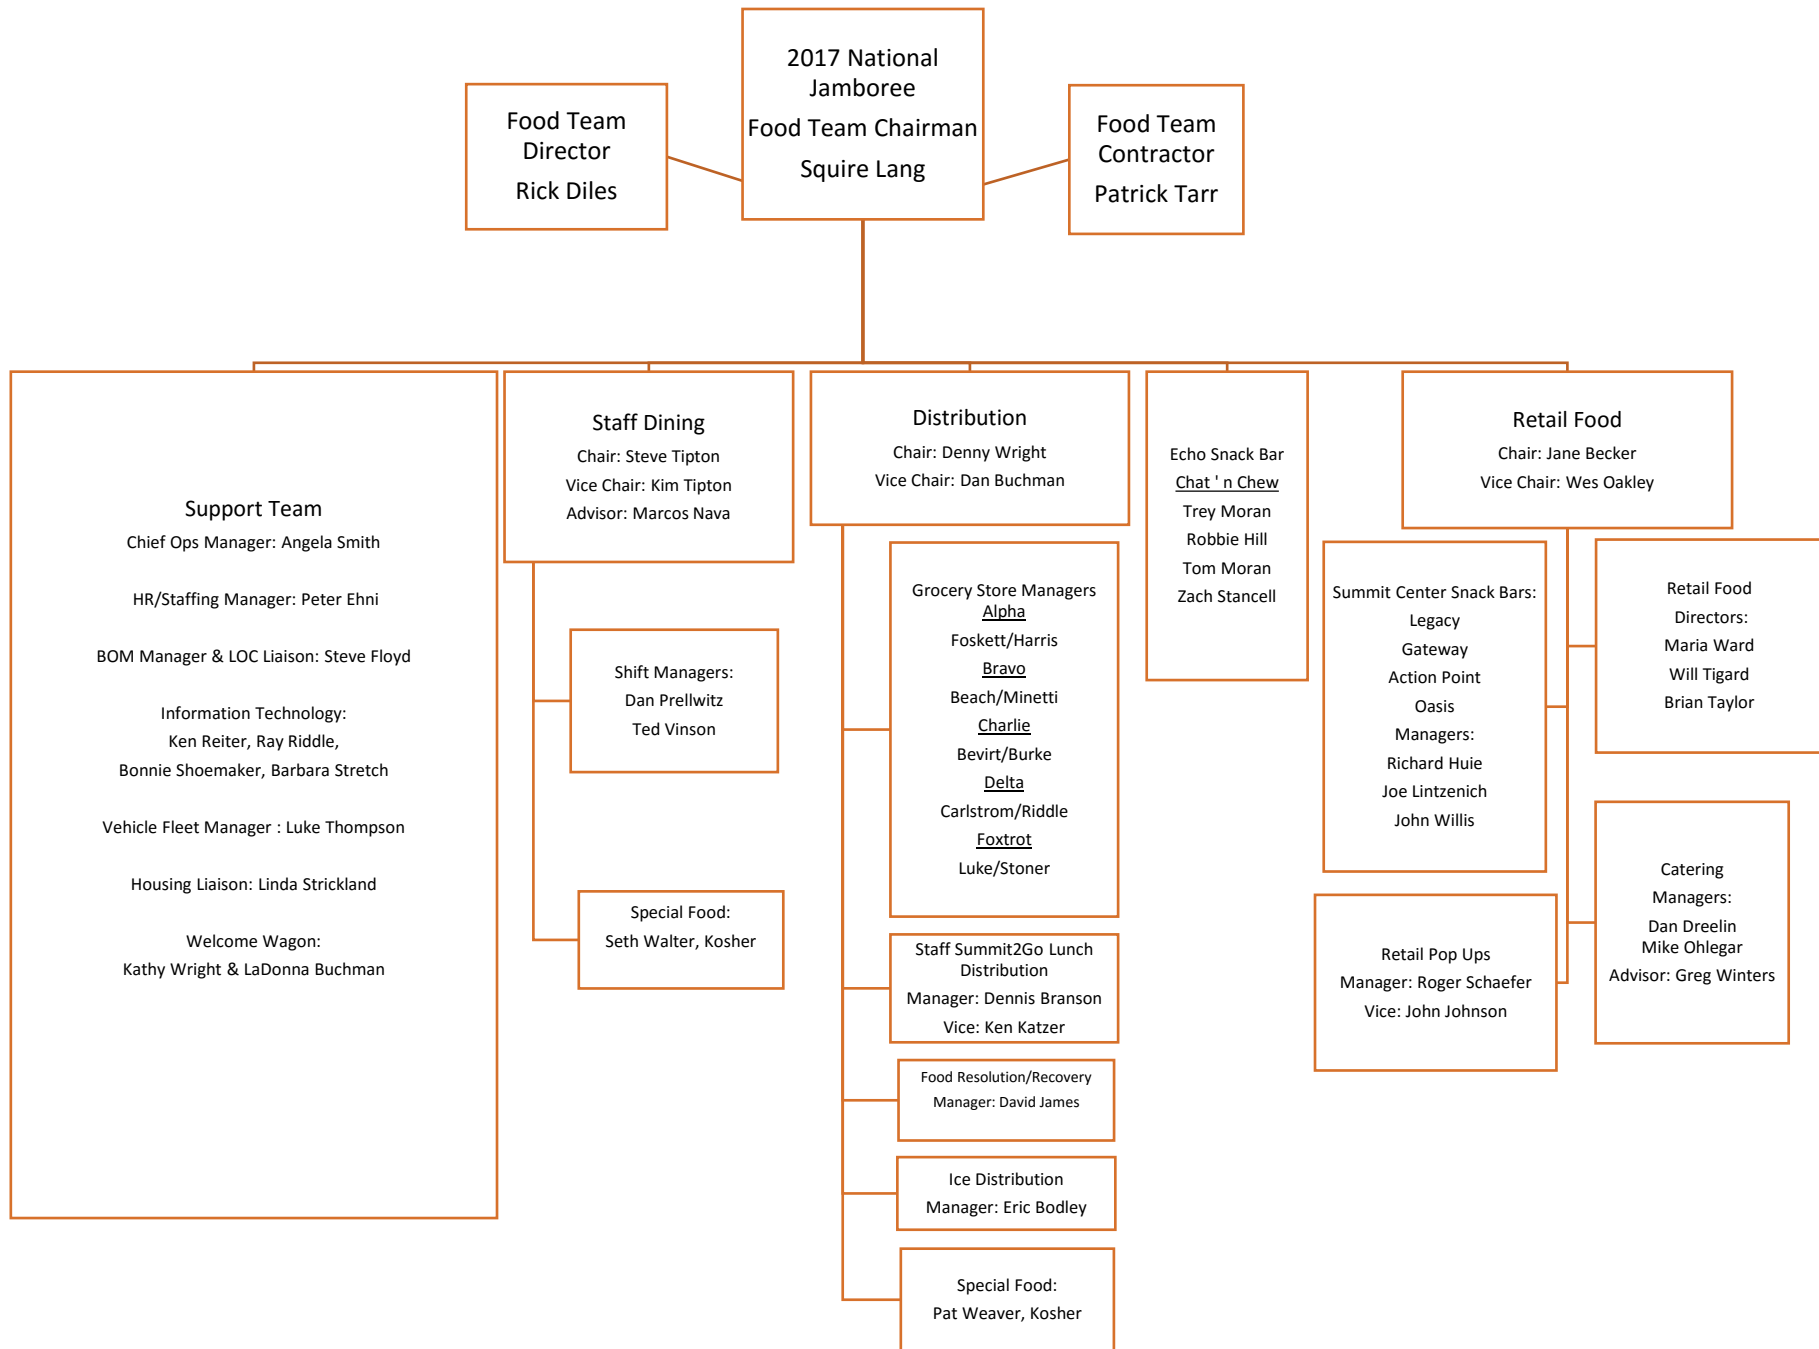 2017 National
Jamboree
Food Team Chairman
Squire Lang
Food Team
Director
Rick Diles
Food Team
Contractor
Patrick Tarr
Support Team
Chief Ops Manager: Angela Smith
HR/Staffing Manager: Peter Ehni
BOM Manager & LOC Liaison: Steve Floyd
Information Technology:
Ken Reiter, Ray Riddle,
Bonnie Shoemaker, Barbara Stretch
Vehicle Fleet Manager : Luke Thompson
Housing Liaison: Linda Strickland
Welcome Wagon:
Kathy Wright & LaDonna Buchman
Staff Dining
Chair: Steve Tipton
Vice Chair: Kim Tipton
Advisor: Marcos Nava
Shift Managers:
Dan Prellwitz
Ted Vinson
Special Food:
Seth Walter, Kosher
Distribution
Chair: Denny Wright
Vice Chair: Dan Buchman
Grocery Store Managers
Alpha
Foskett/Harris
Bravo
Beach/Minetti
Charlie
Bevirt/Burke
Delta
Carlstrom/Riddle
Foxtrot
Luke/Stoner
Staff Summit2Go Lunch
Distribution
Manager: Dennis Branson
Vice: Ken Katzer
Food Resolution/Recovery
Manager: David James
Ice Distribution
Manager: Eric Bodley
Special Food:
Pat Weaver, Kosher
Echo Snack Bar
Chat ' n Chew
Trey Moran
Robbie Hill
Tom Moran
Zach Stancell
Retail Food
Chair: Jane Becker
Vice Chair: Wes Oakley
Summit Center Snack Bars:
Legacy
Gateway
Action Point
Oasis
Managers:
Richard Huie
Joe Lintzenich
John Willis
Retail Food
Directors:
Maria Ward
Will Tigard
Brian Taylor
Retail Pop Ups
Manager: Roger Schaefer
Vice: John Johnson
Catering
Managers:
Dan Dreelin
Mike Ohlegar
Advisor: Greg Winters